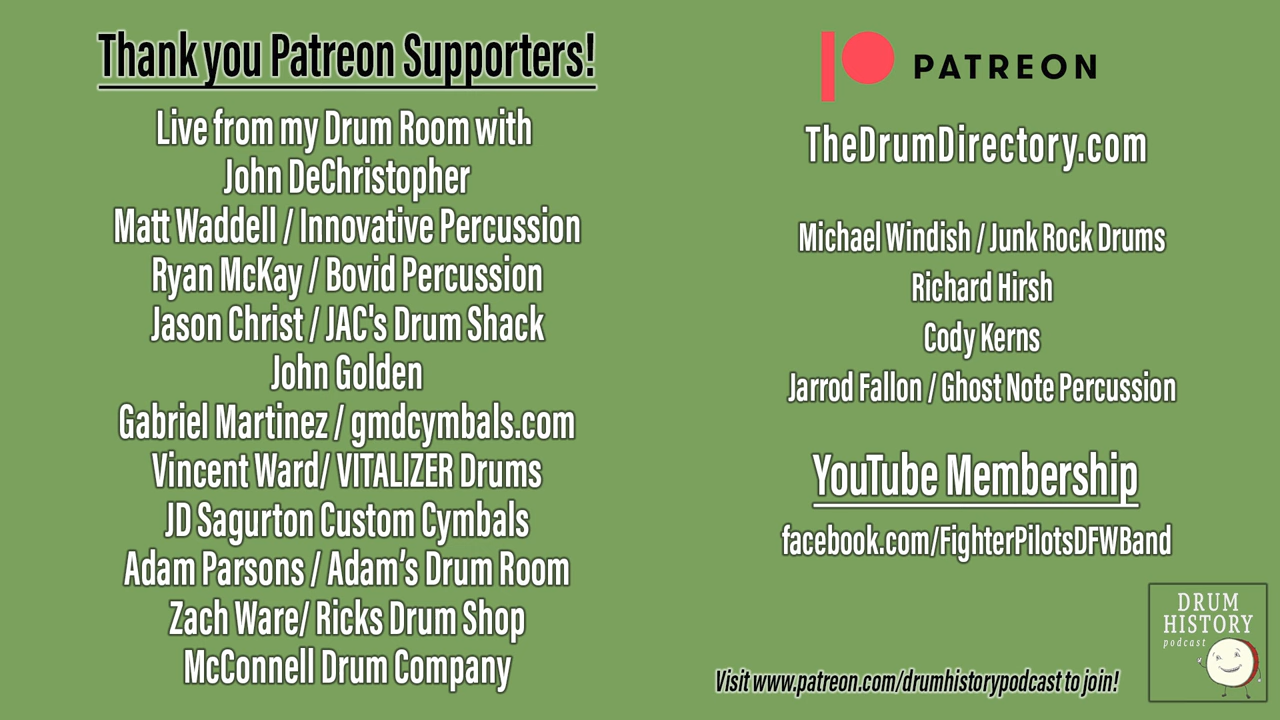 Thank you Patreon Supporters!
Live from my Drum Room with
John DeChristopher
Matt Waddell / Innovative Percussion
Ryan McKay / Bovid Percussion
Jason Christ / JAC's Drum Shack
John Golden
Gabriel Martinez / gmdcymbals.com
Vincent Ward/ VITALIZER Drums
JD Sagurton Custom Cymbals
Adam Parsons / Adam’s Drum Room
Zach Ware/ Ricks Drum Shop
McConnell Drum Company
PATREON
TheDrumDirectory.com
Michael Windish / Junk Rock Drums
Richard Hirsh
Cody Kerns
Jarrod Fallon / Ghost Note Percussion
YouTube Membership
facebook.com/FighterPilotsDFWBand
DRUM
HISTORY
podcast
Visit www.patreon.com/drumhistorypodcast to join!